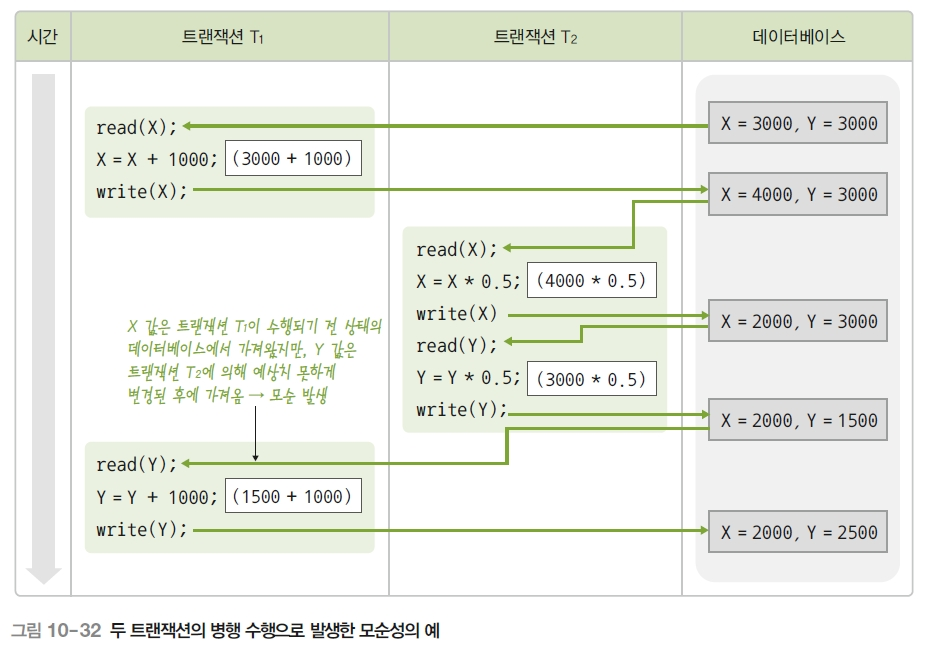 시간 트랜잭션 T1 트랜잭션 T2 데이터베이스
X = 3000, Y = 3000
read(X);
X = X + 1000; (3000 + 1000)
write(X);
X = 4000, Y = 3000
read(X);
X = X * 0.5; (4000 * 0.5)
write(X)
X = 2000, Y = 3000
read(Y);
Y = Y * 0.5; (3000 * 0.5)
write(Y);
X = 2000, Y = 1500
X 값은 트랜잭션 T1이 수행되기 전 상태의
데이터베이스에서 가져왔지만, Y 값은
트랜잭션 T2에 의해 예상치 못하게
변경된 후에 가져옴 → 모순 발생
read(Y);
Y = Y + 1000; (1500 + 1000)
write(Y);
X = 2000, Y = 2500
그림 10-32 두 트랜잭션의 병행 수행으로 발생한 모순성의 예